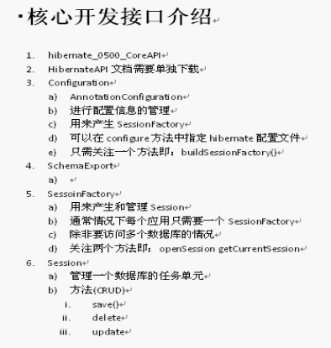 ·核心开发接口介绍
1. hibernate_0500_CoreAPI
2. HibernateAPI 文档需要单独下载
3. Configuration
a) AnnotationConfiguration
b) 进行配置信息的管理
c) 用来产生 SessionFactory
d) 可以在 configure 方法中指定 hibernate 配置文件
e) 只需关注一个方法即：buildSessionFactory()
4. SchemaExport
a)
5. SessoinFactory
a) 用来产生和管理 Session
b) 通常情况下每个应用只需要一个 SessionFactory
c) 除非要访问多个数据库的情况
d) 关注两个方法即：openSession getCurrentSession
6. Session
a) 管理一个数据库的任务单元
b) 方法(CRUD)
i. save()
ii. delete
iii. update